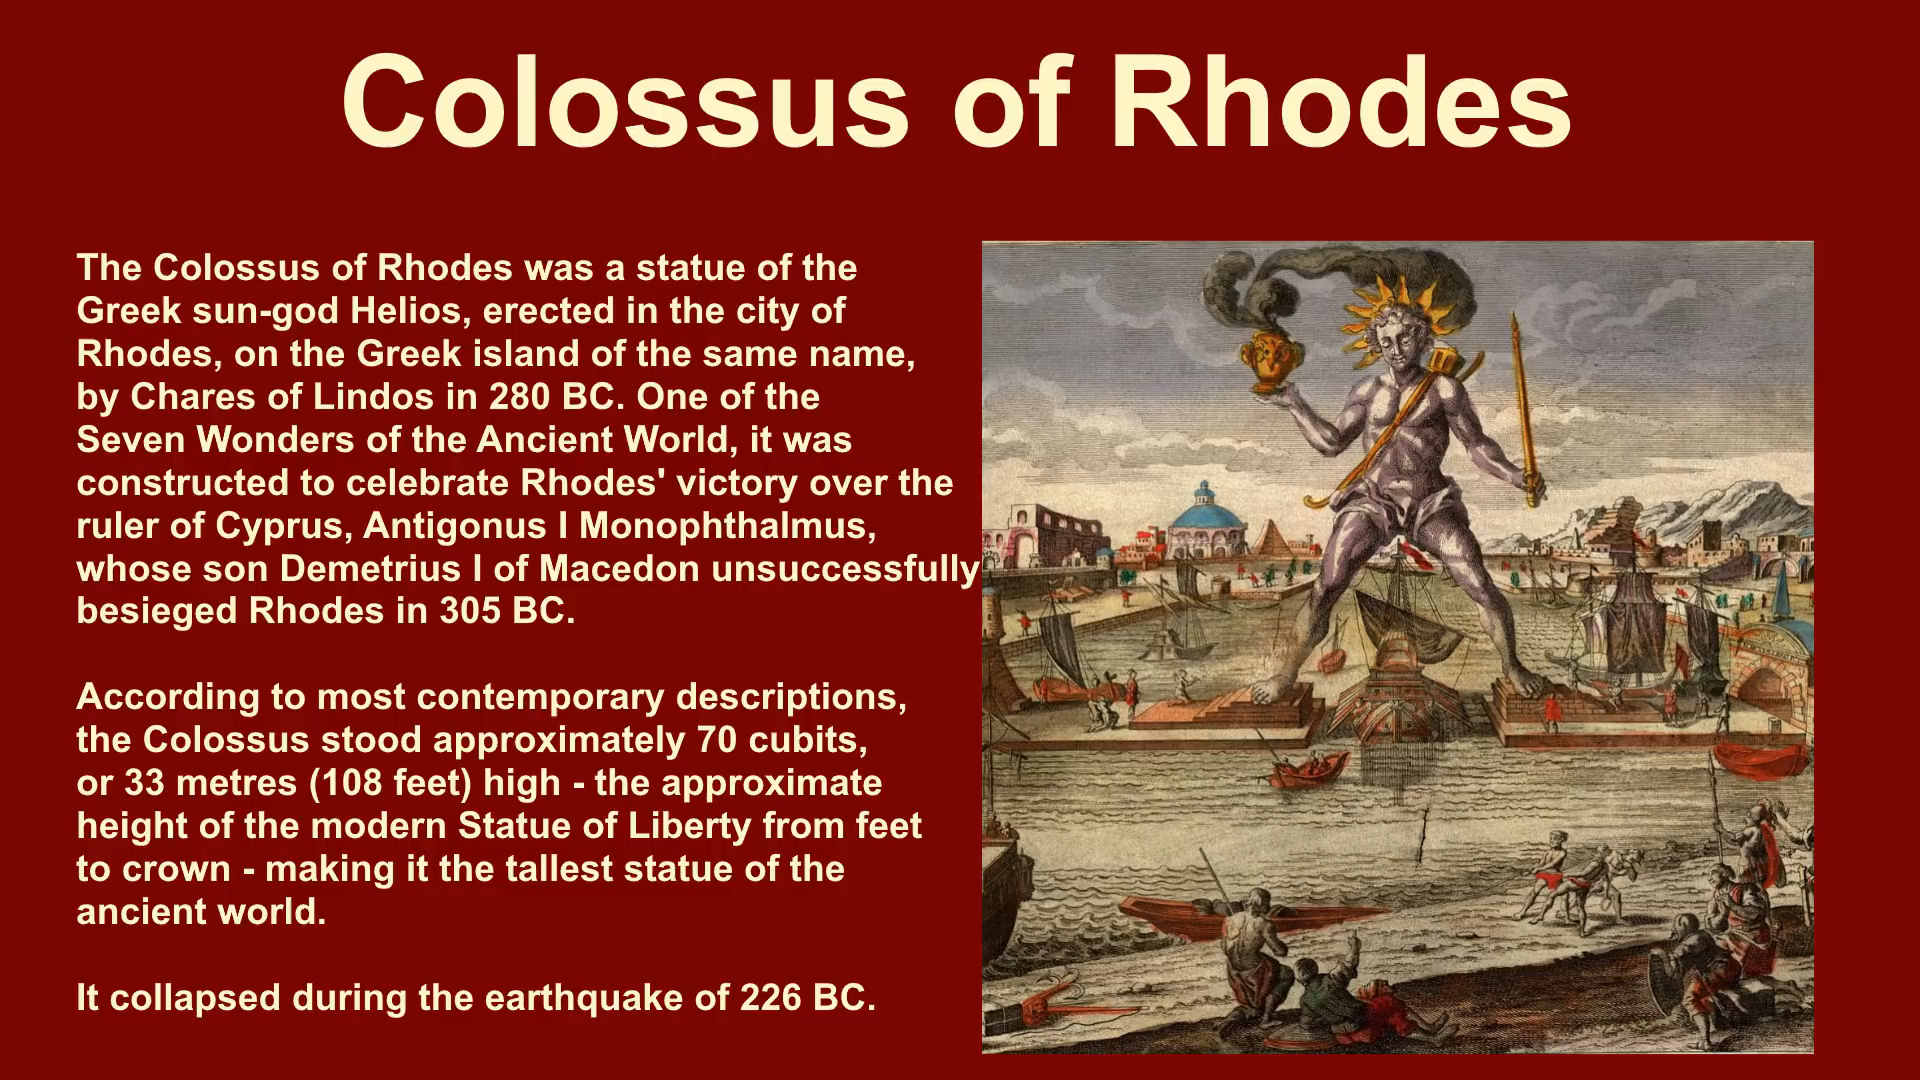 Colossus of Rhodes
The Colossus of Rhodes was a statue of the
Greek sun-god Helios, erected in the city of
Rhodes, on the Greek island of the same name,
by Chares of Lindos in 280 BC. One of the
Seven Wonders of the Ancient World, it was
constructed to celebrate Rhodes' victory over the
ruler of Cyprus, Antigonus I Monophthalmus,
whose son Demetrius I of Macedon unsuccessfully
besieged Rhodes in 305 BC.
According to most contemporary descriptions,
the Colossus stood approximately 70 cubits,
or 33 metres (108 feet) high - the approximate
height of the modern Statue of Liberty from feet
to crown - making it the tallest statue of the
ancient world.
It collapsed during the earthquake of 226 BC.